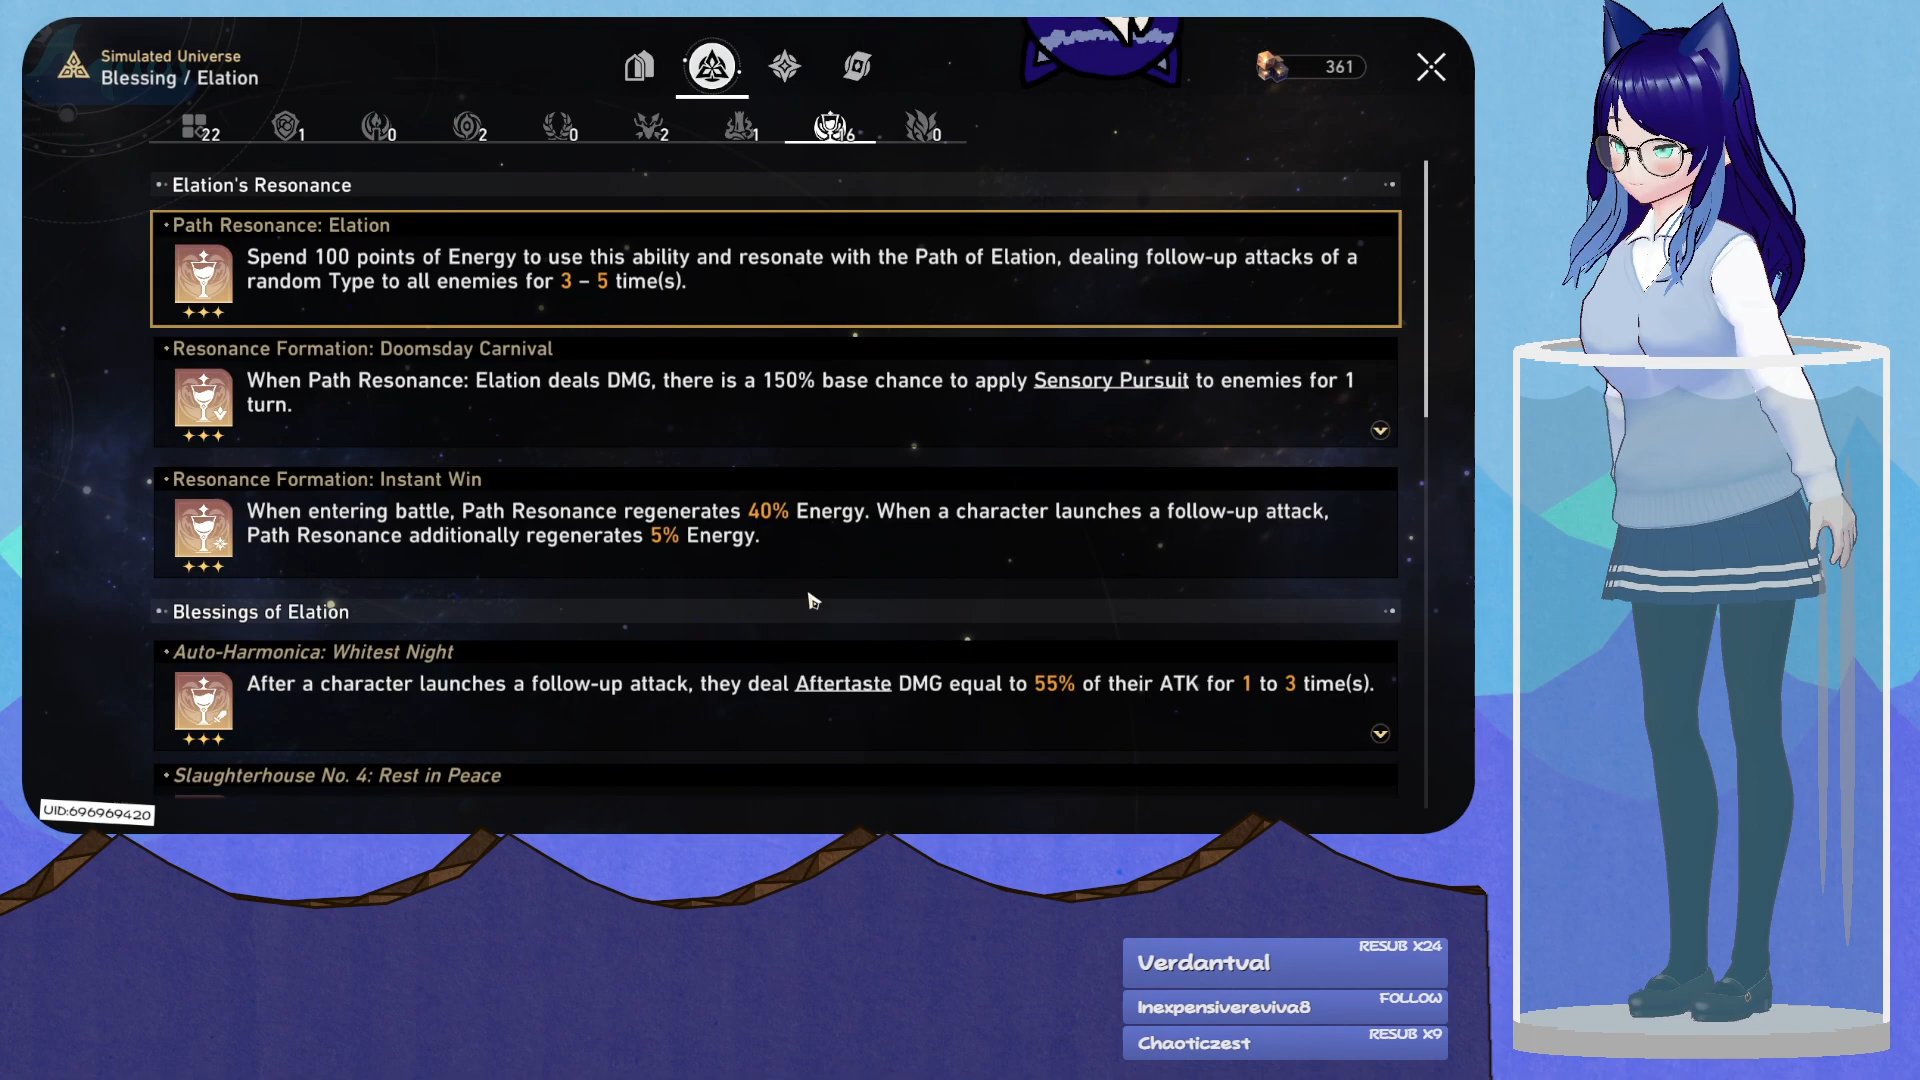 Simulated Universe
Blessing / Elation
361
22
1
0
2
0
2
1
16
0
Elation's Resonance
Path Resonance: Elation
Spend 100 points of Energy to use this ability and resonate with the Path of Elation, dealing follow-up attacks of a
random Type to all enemies for 3 – 5 time(s).
Resonance Formation: Doomsday Carnival
When Path Resonance: Elation deals DMG, there is a 150% base chance to apply Sensory Pursuit to enemies for 1
turn.
Resonance Formation: Instant Win
When entering battle, Path Resonance regenerates 40% Energy. When a character launches a follow-up attack,
Path Resonance additionally regenerates 5% Energy.
Blessings of Elation
Auto-Harmonica: Whitest Night
After a character launches a follow-up attack, they deal Aftertaste DMG equal to 55% of their ATK for 1 to 3 time(s).
Slaughterhouse No. 4: Rest in Peace
UID:696969420
Verdantval
RESUB X24
Inexpensivereviva8
FOLLOW
Chaoticzest
RESUB X9